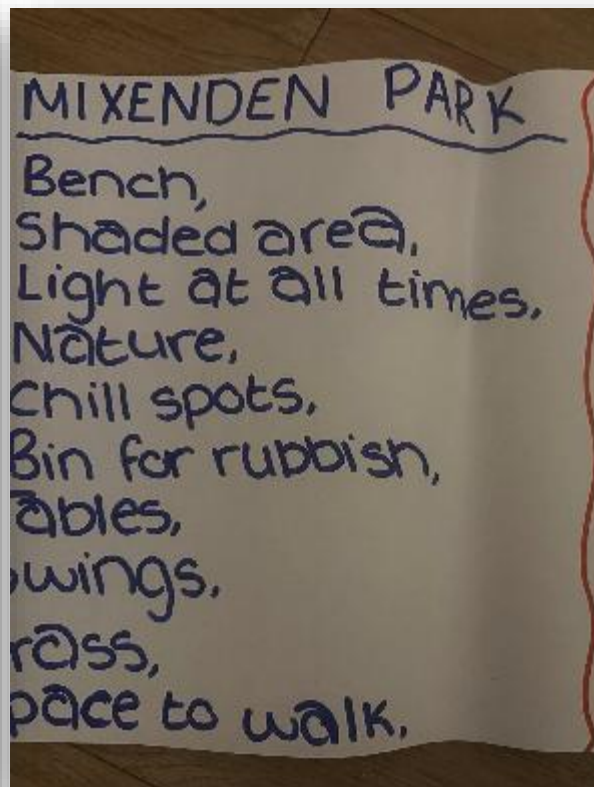 MIXENDEN PARK
Bench,
Shaded area,
Light at all times,
Nature,
Chill spots,
Bin for rubbish,
ables,
wings,
rass,
pace to walk.